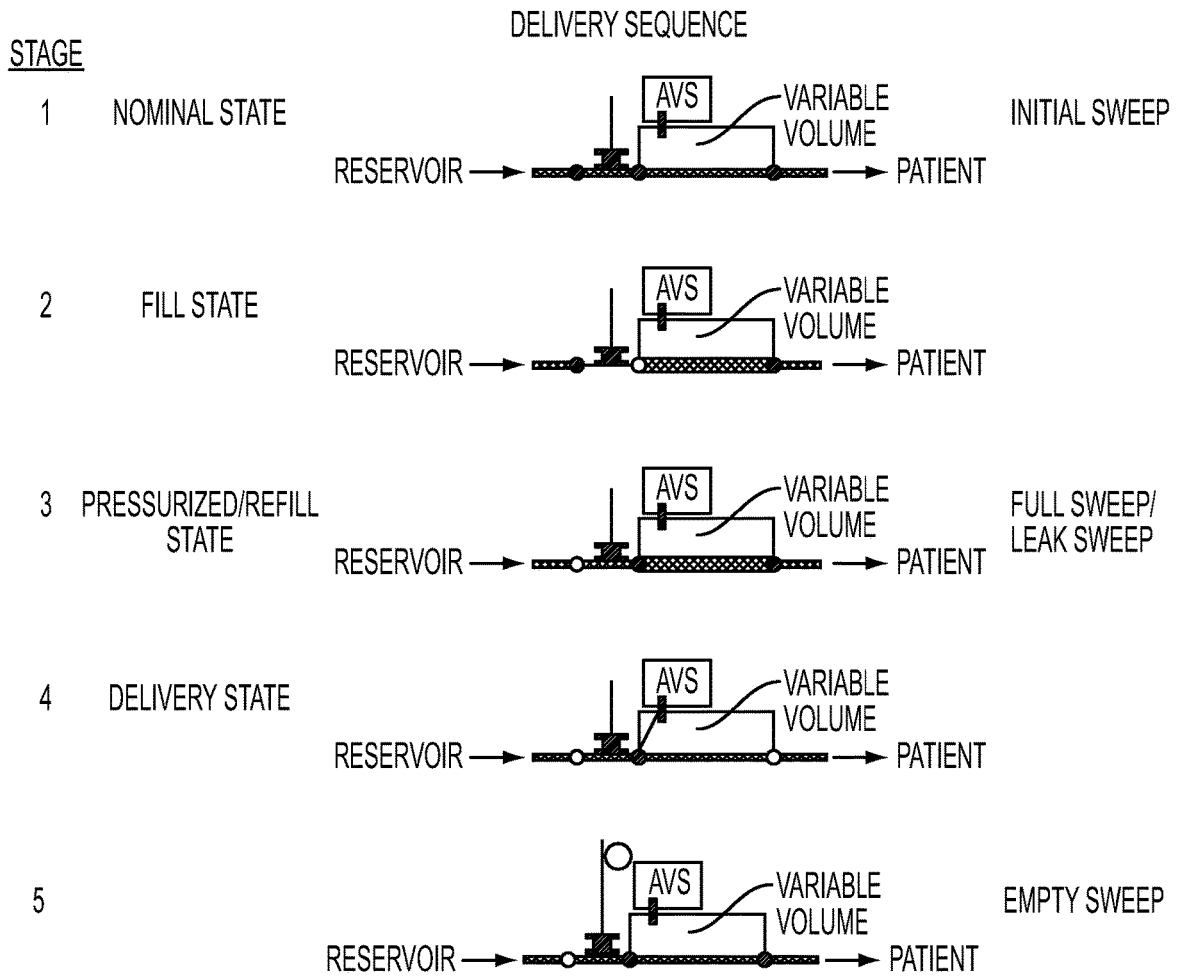 DELIVERY SEQUENCE
STAGE
1 NOMINAL STATE AVS VARIABLE VOLUME INITIAL SWEEP
RESERVOIR PATIENT
2 FILL STATE AVS VARIABLE VOLUME
RESERVOIR PATIENT
3 PRESSURIZED/REFILL STATE AVS VARIABLE VOLUME FULL SWEEP/ LEAK SWEEP
RESERVOIR PATIENT
4 DELIVERY STATE AVS VARIABLE VOLUME
RESERVOIR PATIENT
5 AVS VARIABLE VOLUME EMPTY SWEEP
RESERVOIR PATIENT